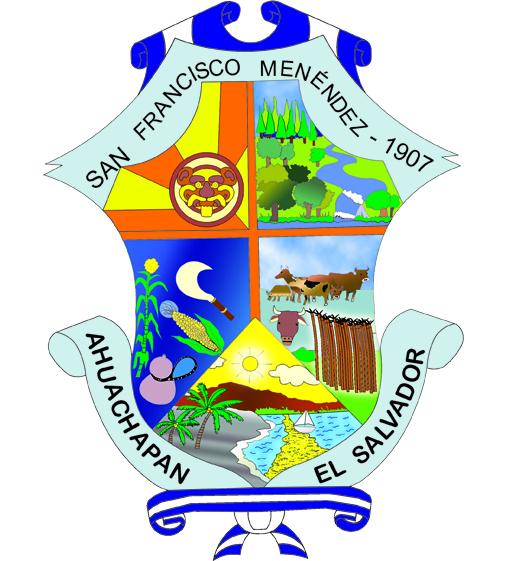 SAN FRANCISCO MENÉNDEZ - 1907
AHUACHAPAN
EL SALVADOR